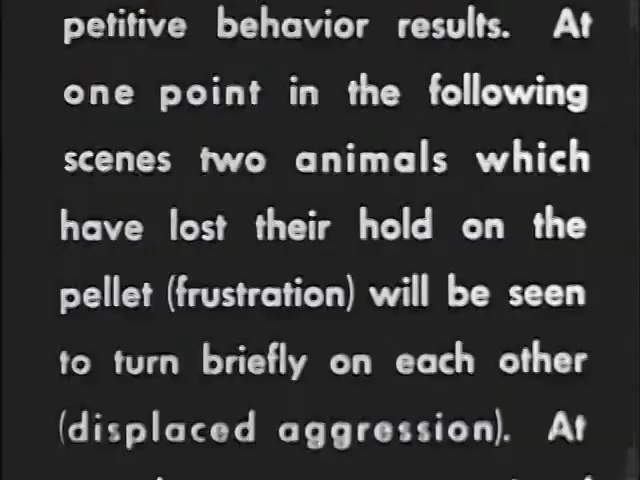 petitive behavior results. At
one point in the following
scenes two animals which
have lost their hold on the
pellet (frustration) will be seen
to turn briefly on each other
(displaced aggression). At